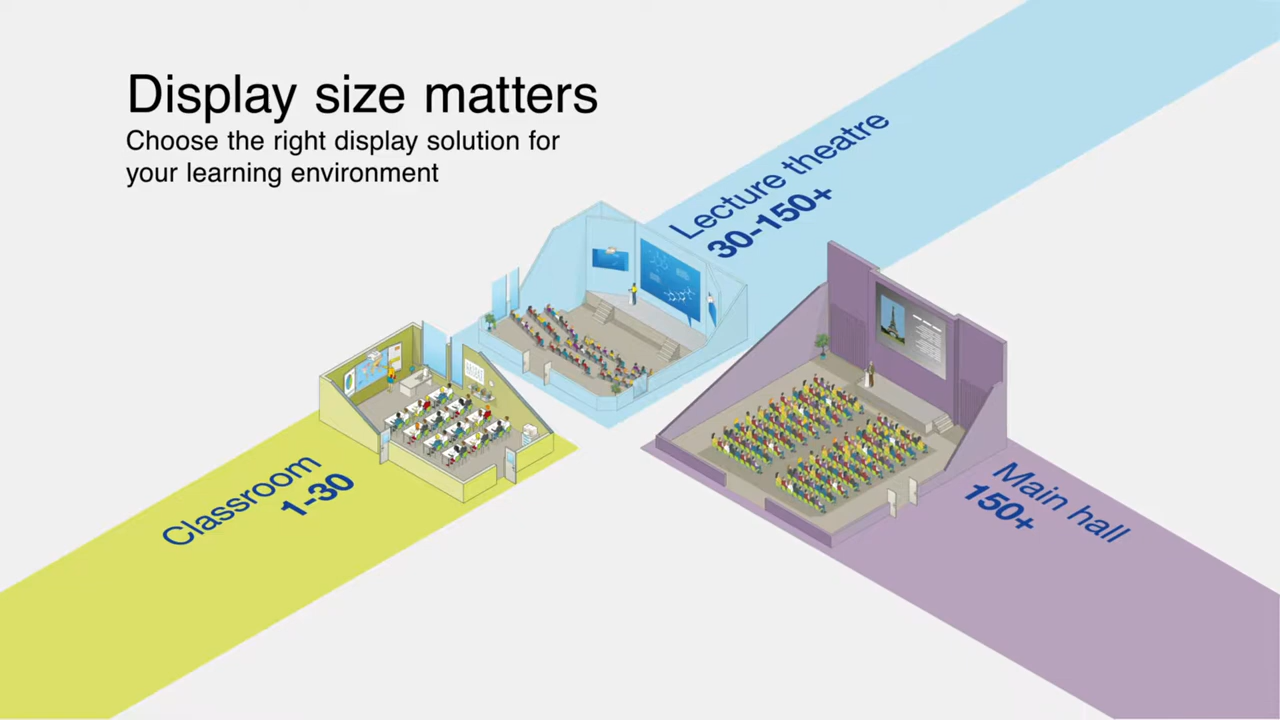 Display size matters
Choose the right display solution for
your learning environment
Lecture theatre
30-150+
Classroom
1-30
Main hall
150+